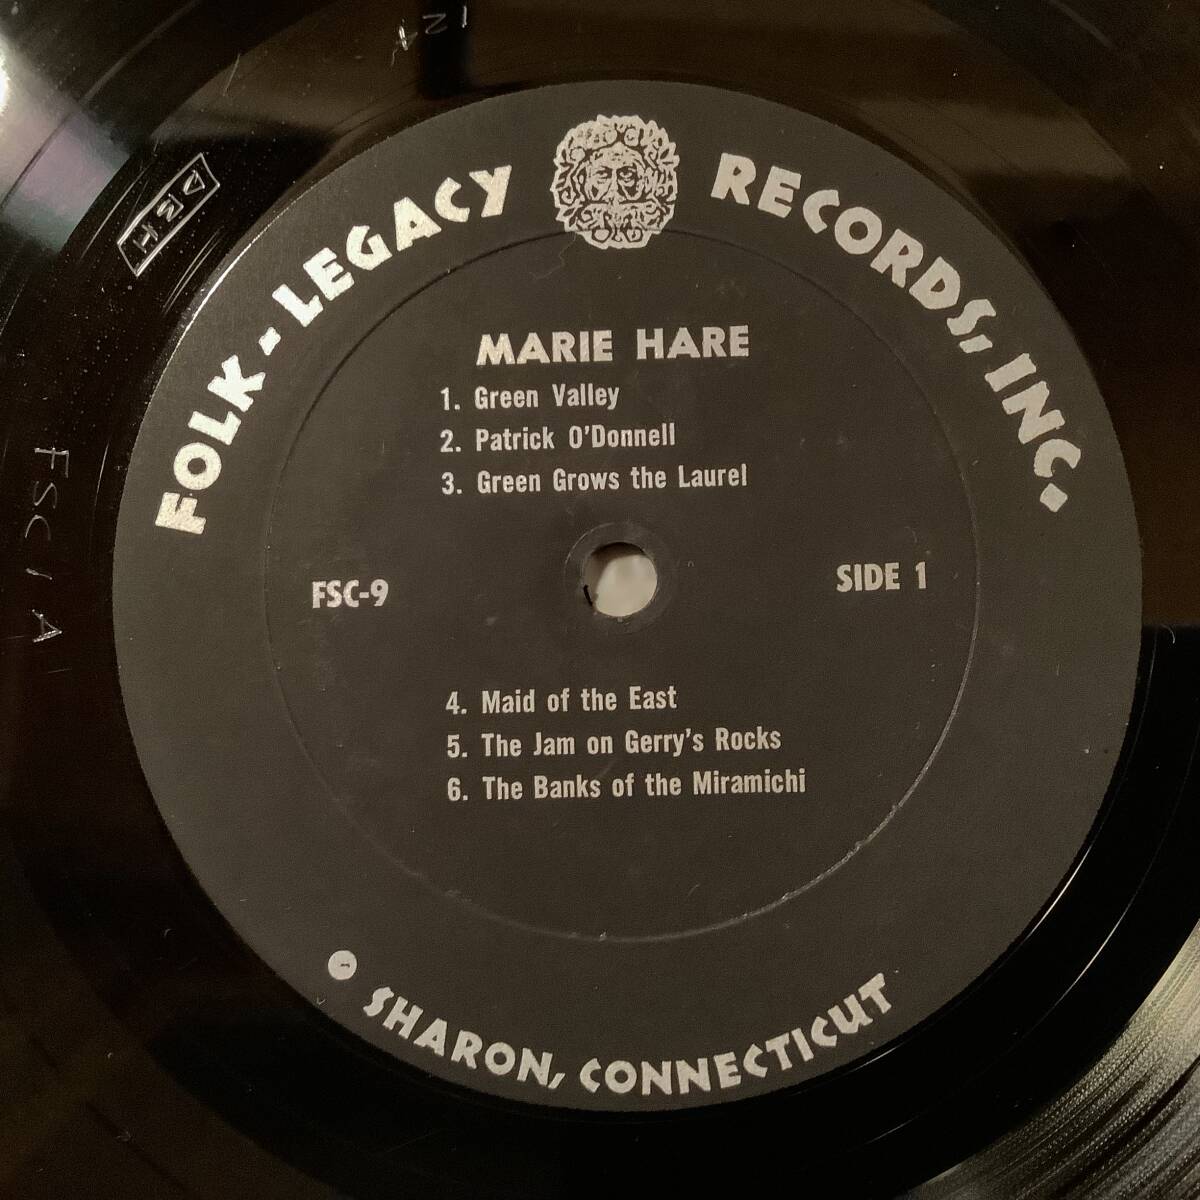 FOLK-LEGACY RECORDS, INC.
MARIE HARE
1. Green Valley
2. Patrick O'Donnell
3. Green Grows the Laurel
FSC-9
SIDE 1
4. Maid of the East
5. The Jam on Gerry's Rocks
6. The Banks of the Miramichi
SHARON, CONNECTICUT
FSC 1 A